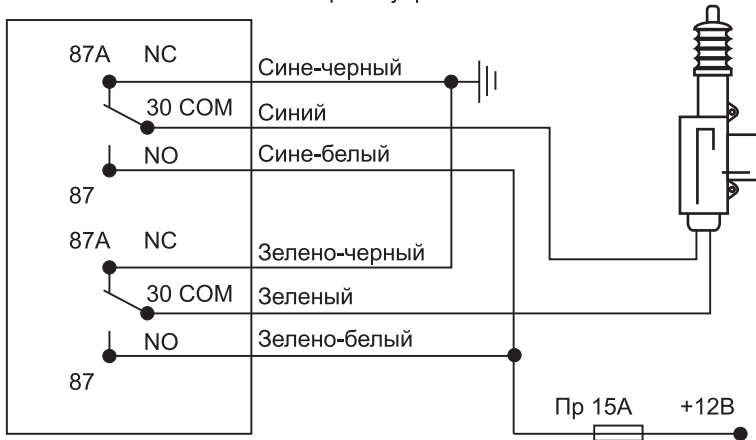 87A NC
Сине-черный
30 COM
Синий
NO
Сине-белый
87
87A NC
Зелено-черный
30 COM
Зеленый
NO
Зелено-белый
87
Пр 15А
+12В